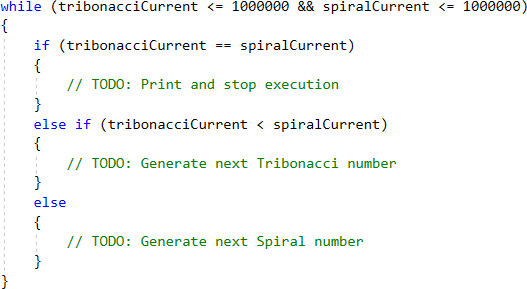 while (tribonacciCurrent <= 1000000 && spiralCurrent <= 1000000)
{
    if (tribonacciCurrent == spiralCurrent)
    {
        // TODO: Print and stop execution
    }
    else if (tribonacciCurrent < spiralCurrent)
    {
        // TODO: Generate next Tribonacci number
    }
    else
    {
        // TODO: Generate next Spiral number
    }
}